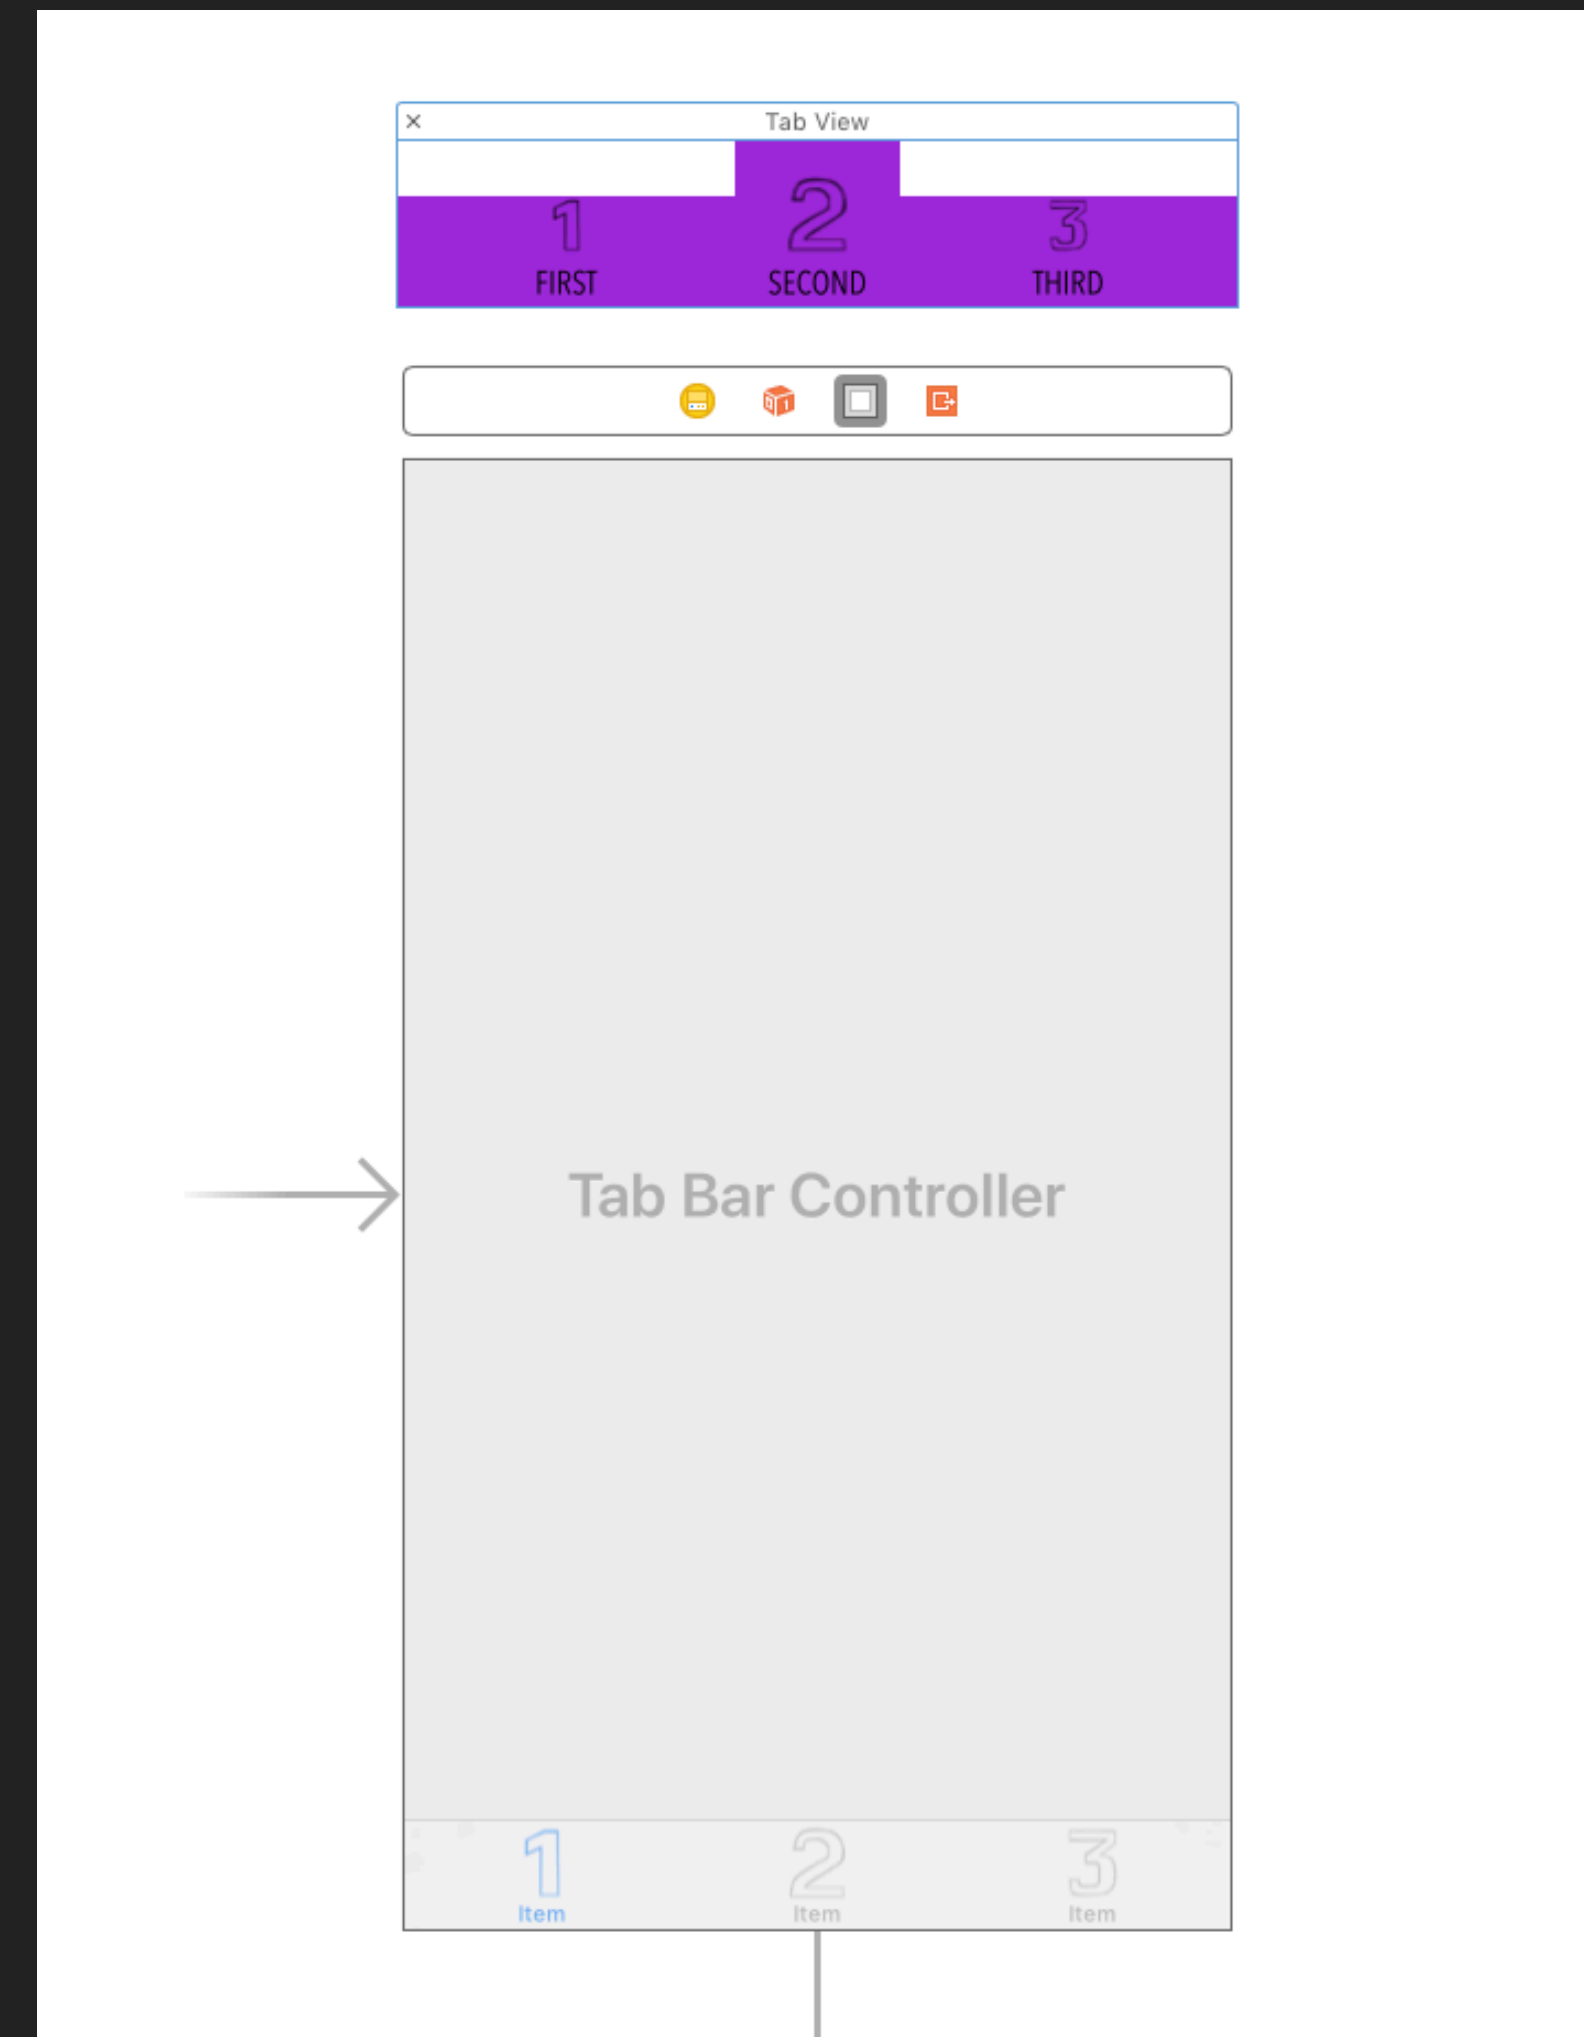 Tab View
1 2 3
FIRST SECOND THIRD
Tab Bar Controller
1 2 3
Item Item Item